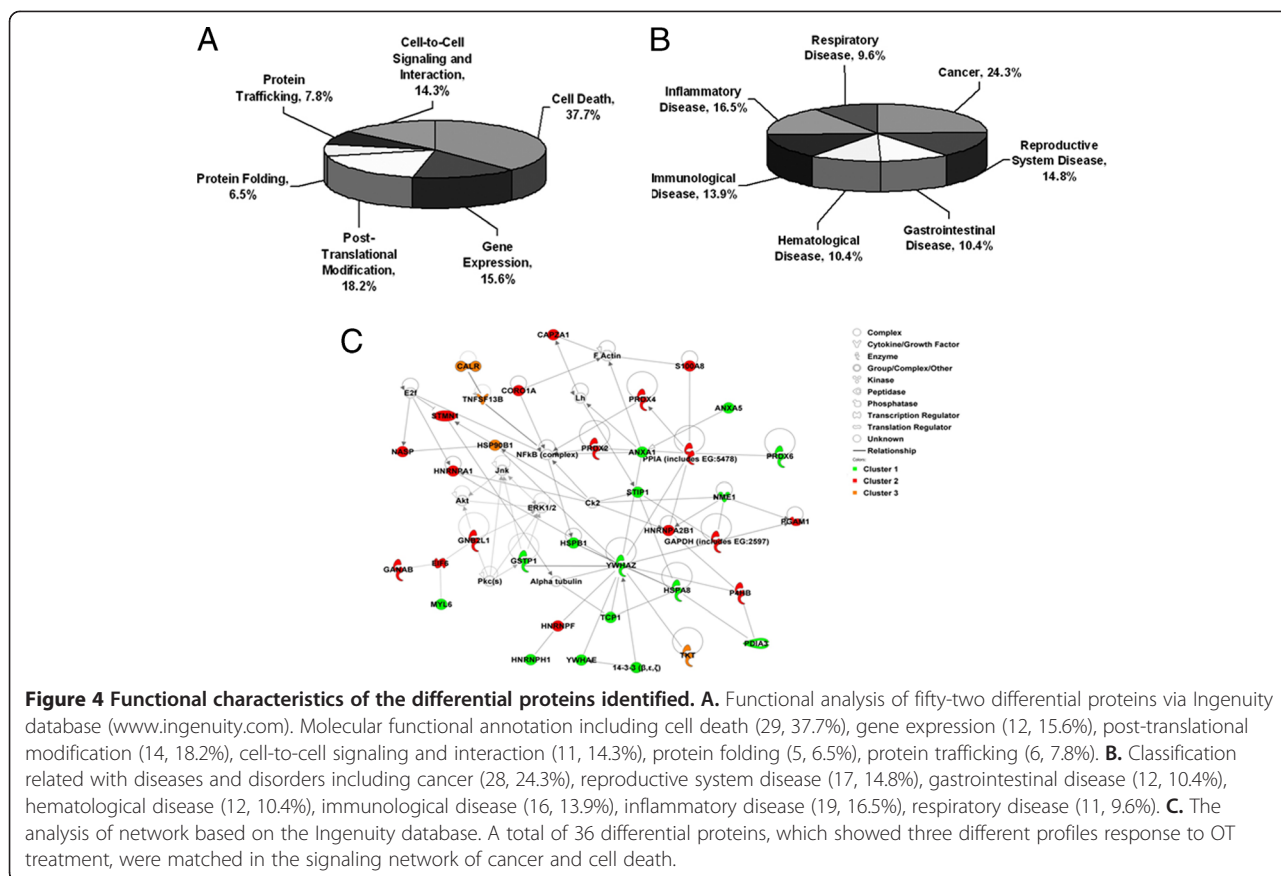 A
Cell-to-Cell
Signaling and
Interaction,
14.3%
Protein
Trafficking, 7.8%
Cell Death,
37.7%
Protein Folding,
6.5%
Post-
Translational
Modification,
18.2%
Gene
Expression,
15.6%
B
Respiratory
Disease, 9.6%
Cancer, 24.3%
Inflammatory
Disease, 16.5%
Reproductive
System Disease,
14.8%
Immunological
Disease, 13.9%
Hematological
Disease, 10.4%
Gastrointestinal
Disease, 10.4%
C
CAPZA1
F Actin
S100A8
CALR
TNFSF13B
CORO1A
Lh
PRDX4
ANXA5
E2f
STMN1
NASP
HSP90B1
NFkB (complex)
PRDX2
ANXA1
PPIA (includes EG:5478)
PRDX6
HNRNPA1
Jnk
Akt
ERK1/2
Ck2
STIP1
NME1
HNRNPA2B1
PGAM1
GAPDH (includes EG:2597)
GNB2L1
HSPB1
GSTP1
YWHAZ
GANAB
EIF6
Pkc(s)
Alpha tubulin
HSPA8
P4HB
MYL6
TCP1
HNRNPF
PDIA3
HNRNPH1
YWHAE
14-3-3 (β,ε,ζ)
TKT
Complex
Cytokine/Growth Factor
Enzyme
Group/Complex/Other
Kinase
Peptidase
Phosphatase
Transcription Regulator
Translation Regulator
Unknown
Relationship
Cluster 1
Cluster 2
Cluster 3
Figure 4 Functional characteristics of the differential proteins identified. A. Functional analysis of fifty-two differential proteins via Ingenuity
database (www.ingenuity.com). Molecular functional annotation including cell death (29, 37.7%), gene expression (12, 15.6%), post-translational
modification (14, 18.2%), cell-to-cell signaling and interaction (11, 14.3%), protein folding (5, 6.5%), protein trafficking (6, 7.8%). B. Classification
related with diseases and disorders including cancer (28, 24.3%), reproductive system disease (17, 14.8%), gastrointestinal disease (12, 10.4%),
hematological disease (12, 10.4%), immunological disease (16, 13.9%), inflammatory disease (19, 16.5%), respiratory disease (11, 9.6%). C. The
analysis of network based on the Ingenuity database. A total of 36 differential proteins, which showed three different profiles response to OT
treatment, were matched in the signaling network of cancer and cell death.